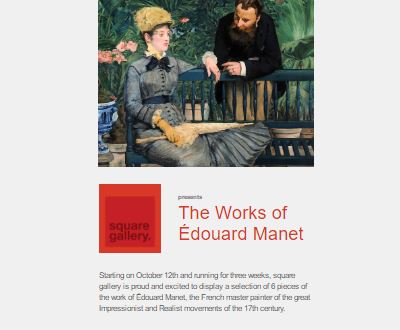 presents
The Works of
Édouard Manet
square
gallery.
Starting on October 12th and running for three weeks, square
gallery is proud and excited to display a selection of 6 pieces of
the work of Édouard Manet, the French master painter of the great
Impressionist and Realist movements of the 17th century.